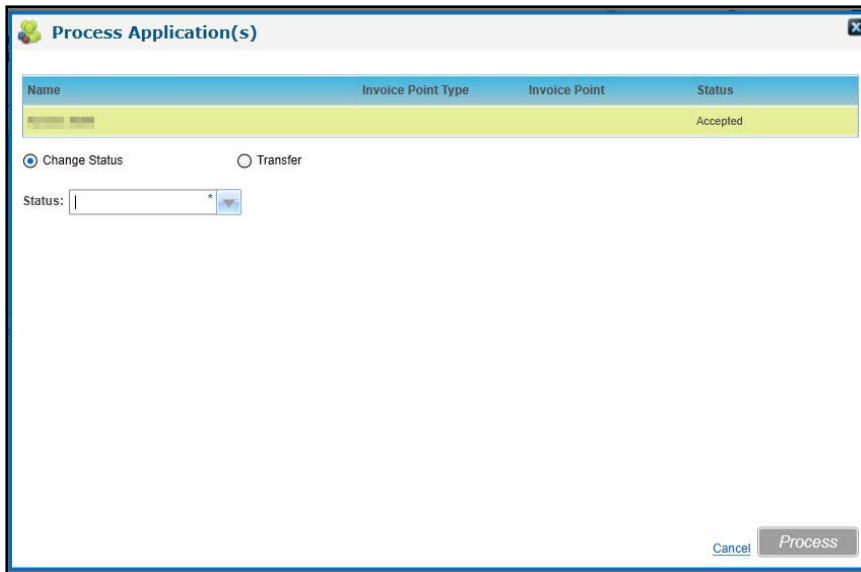 Process Application(s)
Name Invoice Point Type Invoice Point Status
Accepted
Change Status Transfer
Status: *
Cancel Process